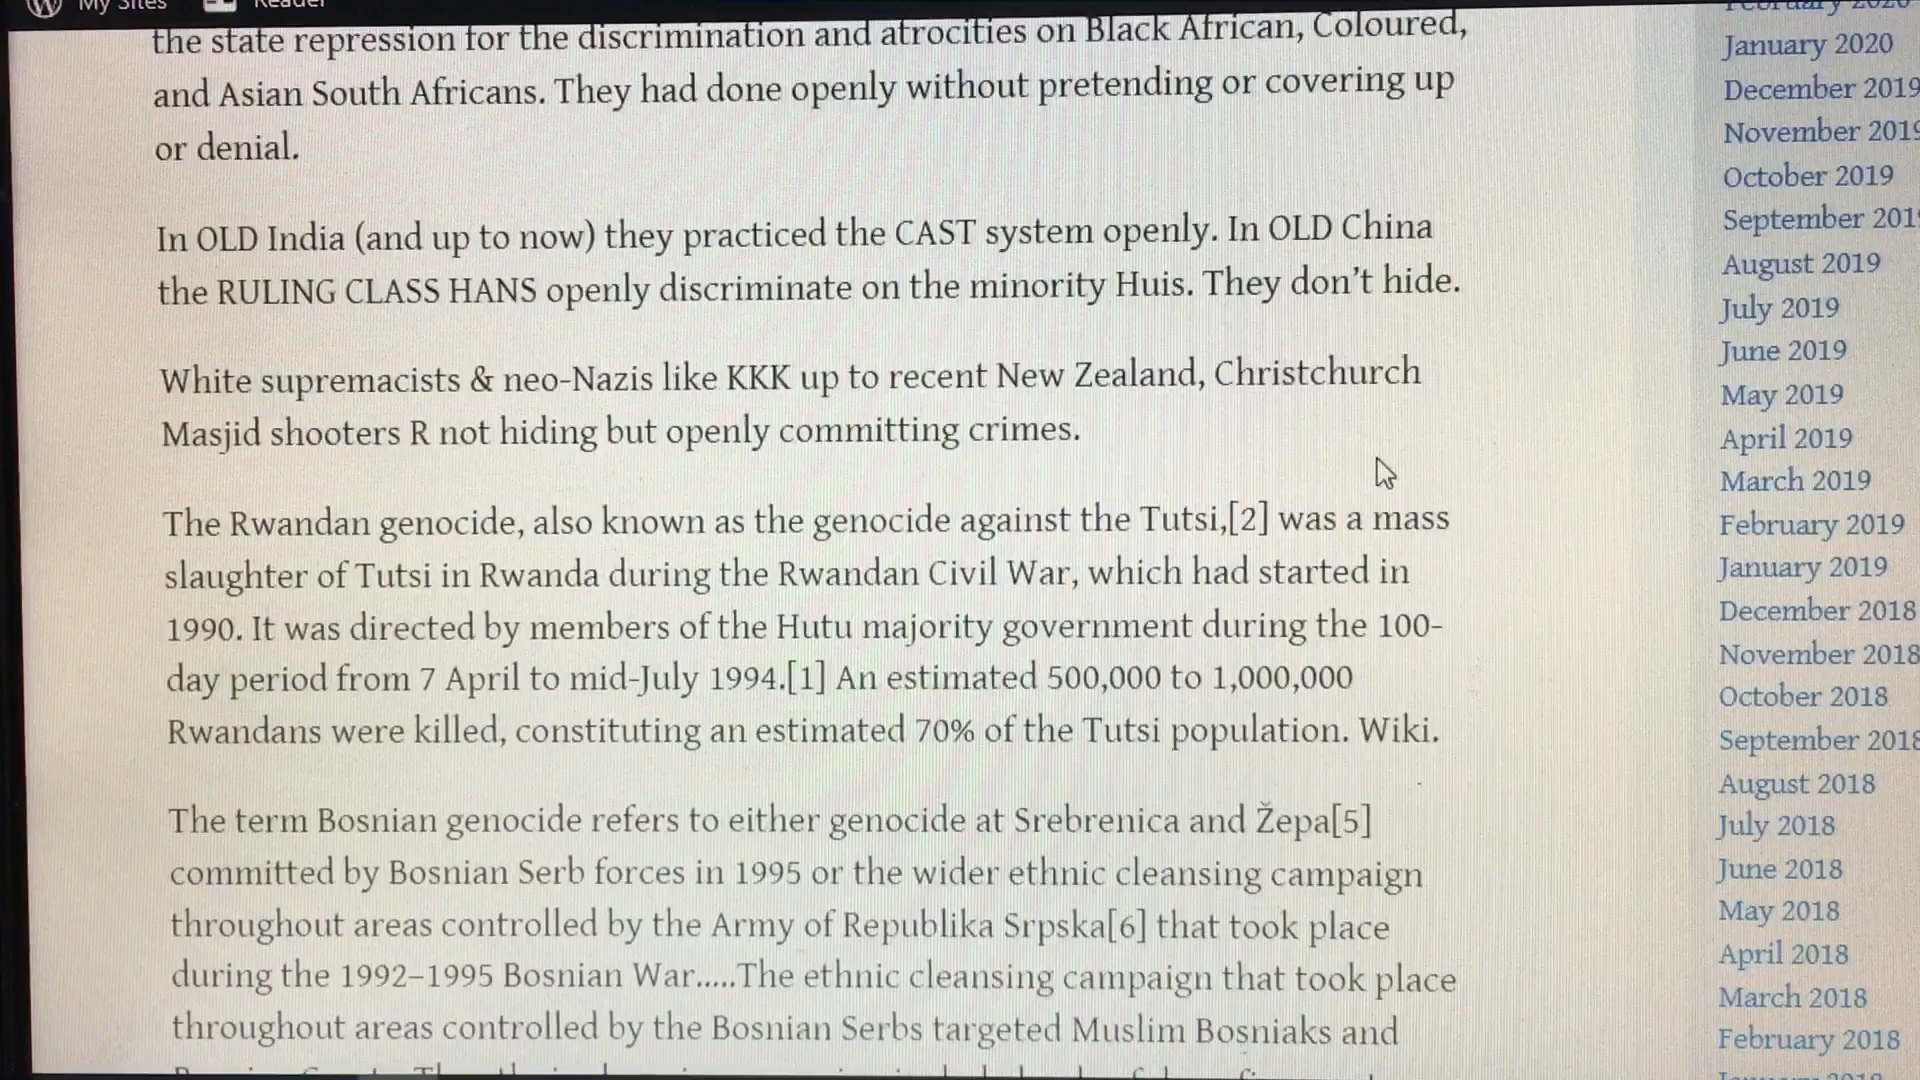 My Sites
Reader
the state repression for the discrimination and atrocities on Black African, Coloured,
and Asian South Africans. They had done openly without pretending or covering up
or denial.
In OLD India (and up to now) they practiced the CAST system openly. In OLD China
the RULING CLASS HANS openly discriminate on the minority Huis. They don’t hide.
White supremacists & neo-Nazis like KKK up to recent New Zealand, Christchurch
Masjid shooters R not hiding but openly committing crimes.
The Rwandan genocide, also known as the genocide against the Tutsi,[2] was a mass
slaughter of Tutsi in Rwanda during the Rwandan Civil War, which had started in
1990. It was directed by members of the Hutu majority government during the 100-
day period from 7 April to mid-July 1994.[1] An estimated 500,000 to 1,000,000
Rwandans were killed, constituting an estimated 70% of the Tutsi population. Wiki.
The term Bosnian genocide refers to either genocide at Srebrenica and Žepa[5]
committed by Bosnian Serb forces in 1995 or the wider ethnic cleansing campaign
throughout areas controlled by the Army of Republika Srpska[6] that took place
during the 1992–1995 Bosnian War.....The ethnic cleansing campaign that took place
throughout areas controlled by the Bosnian Serbs targeted Muslim Bosniaks and
February 2020
January 2020
December 2019
November 2019
October 2019
September 201
August 2019
July 2019
June 2019
May 2019
April 2019
March 2019
February 2019
January 2019
December 2018
November 2018
October 2018
September 2018
August 2018
July 2018
June 2018
May 2018
April 2018
March 2018
February 2018